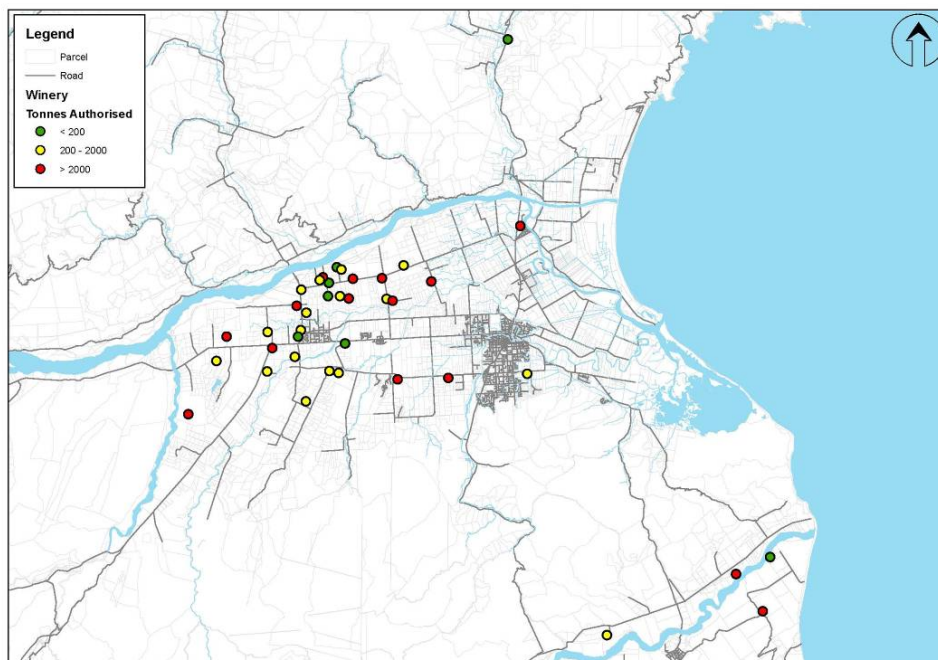 Legend
Parcel
Road
Winery
Tonnes Authorised
< 200
200 - 2000
> 2000